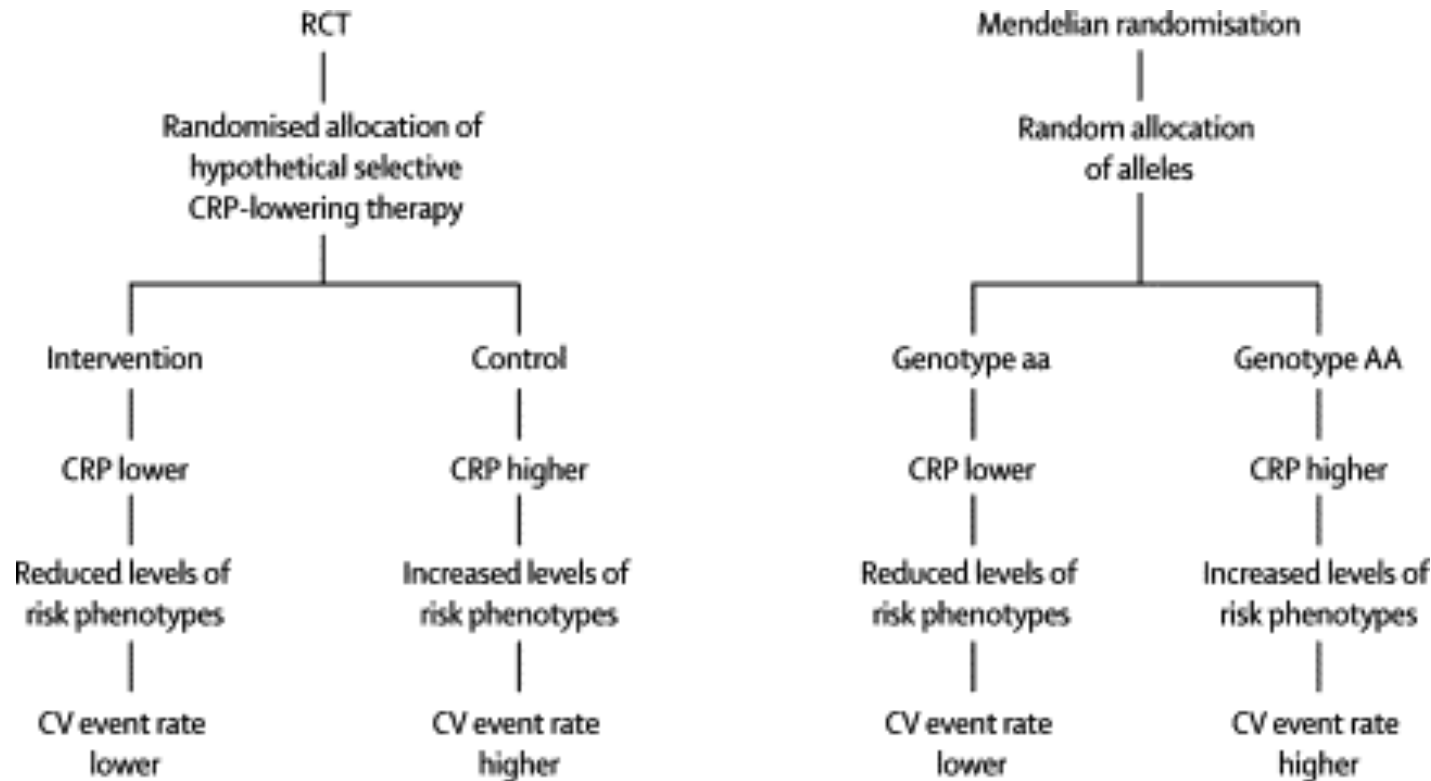 RCT
Randomised allocation of
hypothetical selective
CRP-lowering therapy
Intervention
Control
CRP lower
CRP higher
Reduced levels of
risk phenotypes
Increased levels of
risk phenotypes
CV event rate
lower
CV event rate
higher
Mendelian randomisation
Random allocation
of alleles
Genotype aa
Genotype AA
CRP lower
CRP higher
Reduced levels of
risk phenotypes
Increased levels of
risk phenotypes
CV event rate
lower
CV event rate
higher